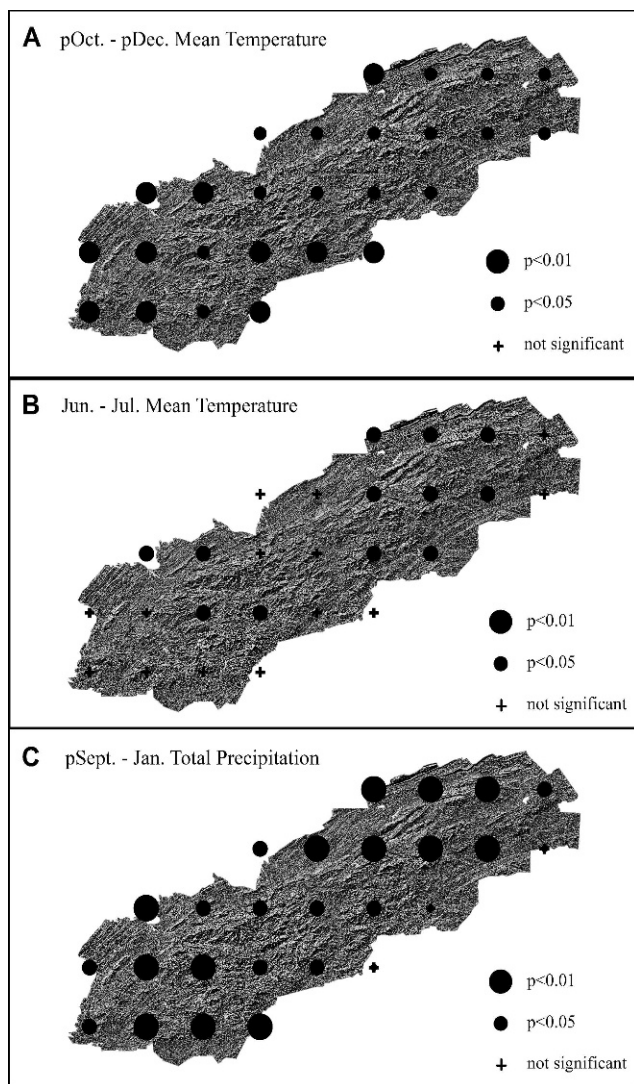 A pOct. - pDec. Mean Temperature
p<0.01
p<0.05
not significant
B Jun. - Jul. Mean Temperature
p<0.01
p<0.05
not significant
C pSept. - Jan. Total Precipitation
p<0.01
p<0.05
not significant